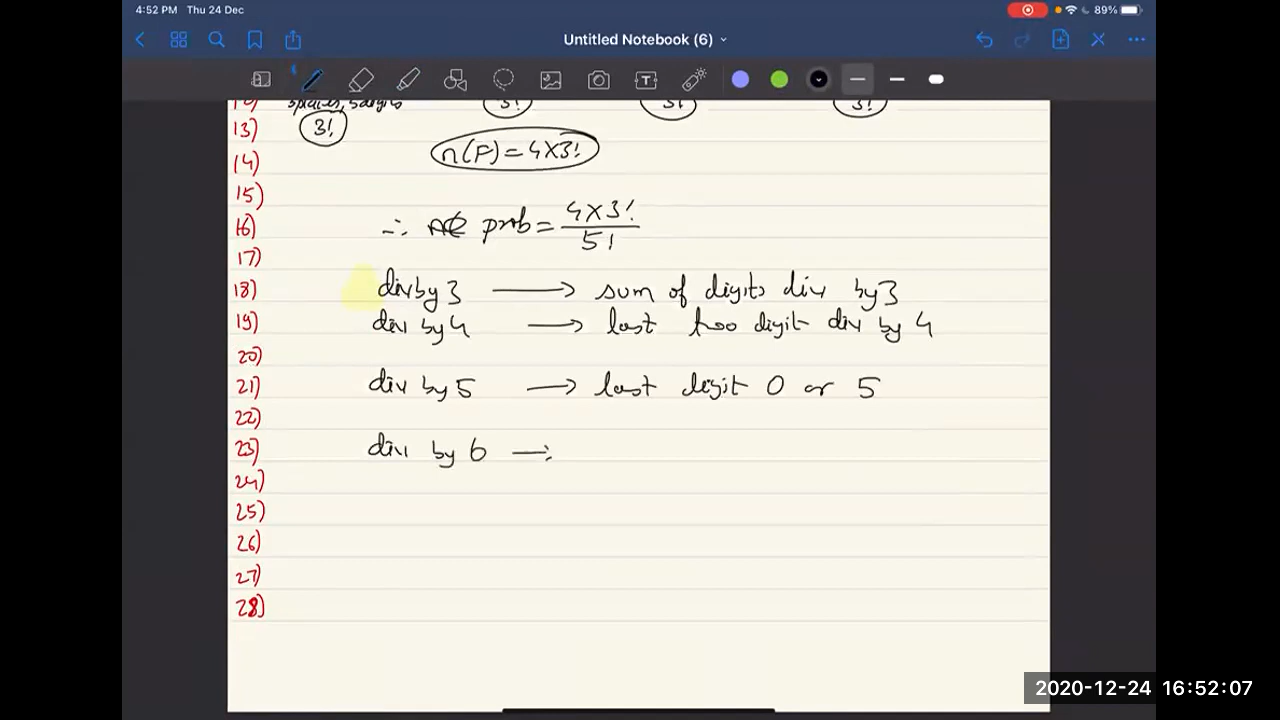 4:52 PM Thu 24 Dec
89%
Untitled Notebook (6)
3!
3!
3!
13)
3!
n(F) = 4×3!
14)
15)
16) ∴ prob = 4×3! / 5!
17)
18) div by 3 → sum of digits div by 3
19) div by 4 → last two digit div by 4
20)
21) div by 5 → last digit 0 or 5
22)
23) div by 6 →
24)
25)
26)
27)
28)
2020-12-24 16:52:07